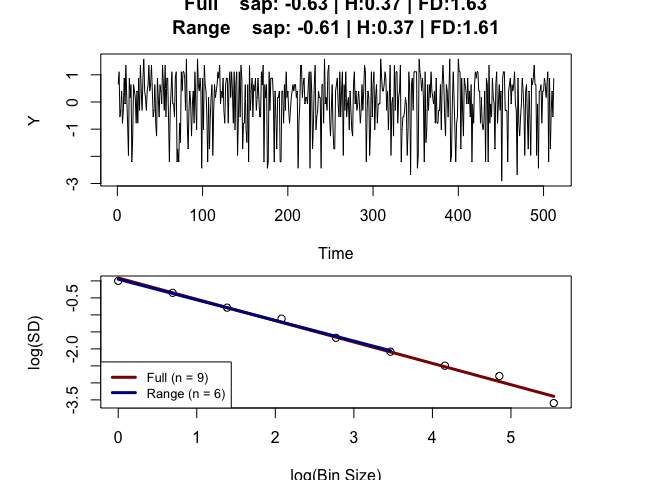 Full sap: -0.63 | H:0.37 | FD:1.63
Range sap: -0.61 | H:0.37 | FD:1.61
Y
1
0
-1
-3
0 100 200 300 400 500
Time
log(SD)
-0.5
-2.0
-3.5
Full (n = 9)
Range (n = 6)
0 1 2 3 4 5
log(Bin Size)